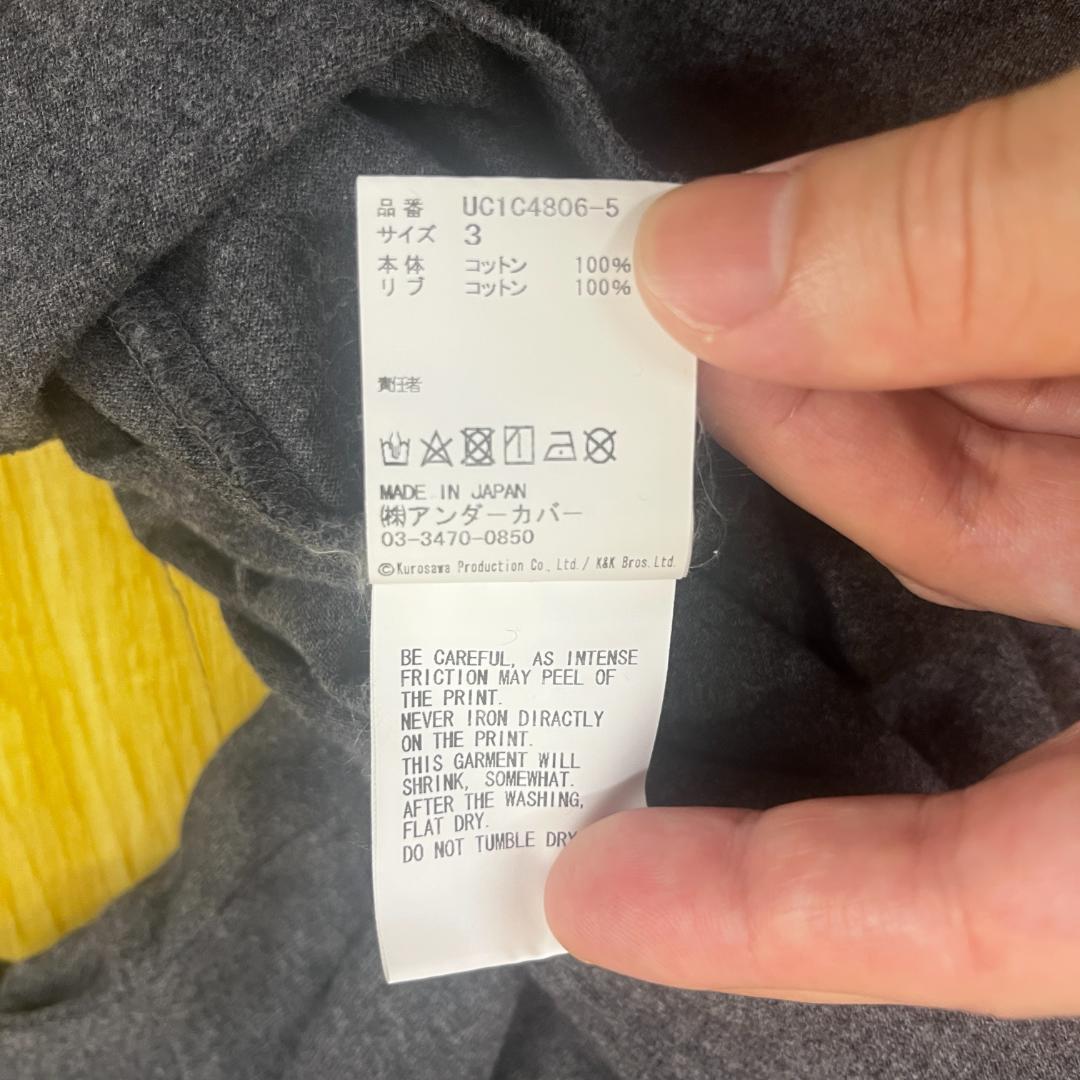 品番 UC1C4806-5
サイズ 3
本体 コットン 100%
リブ コットン 100%
責任者
MADE IN JAPAN
㈱アンダーカバー
03-3470-0850
©Kurosawa Production Co., Ltd./ K&K Bros. Ltd.
BE CAREFUL, AS INTENSE
FRICTION MAY PEEL OF
THE PRINT.
NEVER IRON DIRACTLY
ON THE PRINT.
THIS GARMENT WILL
SHRINK, SOMEWHAT.
AFTER THE WASHING,
FLAT DRY.
DO NOT TUMBLE DRY